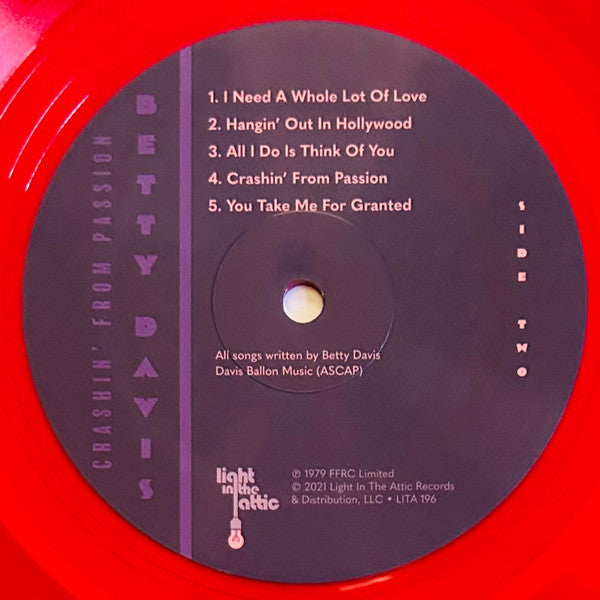 CRASHIN' FROM PASSION
BETTY DAVIS
1. I Need A Whole Lot Of Love
2. Hangin' Out In Hollywood
3. All I Do Is Think Of You
4. Crashin' From Passion
5. You Take Me For Granted
SIDE TWO
All songs written by Betty Davis
Davis Ballon Music (ASCAP)
light
in the
attic
℗ 1979 FFRC Limited
© 2021 Light In The Attic Records
& Distribution, LLC • LITA 196